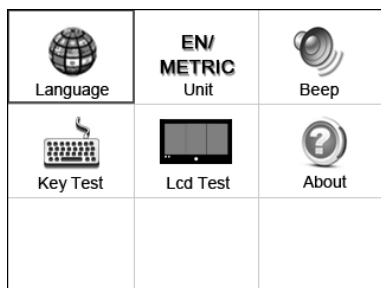 EN/
METRIC
Language
Unit
Beep
Key Test
Lcd Test
About